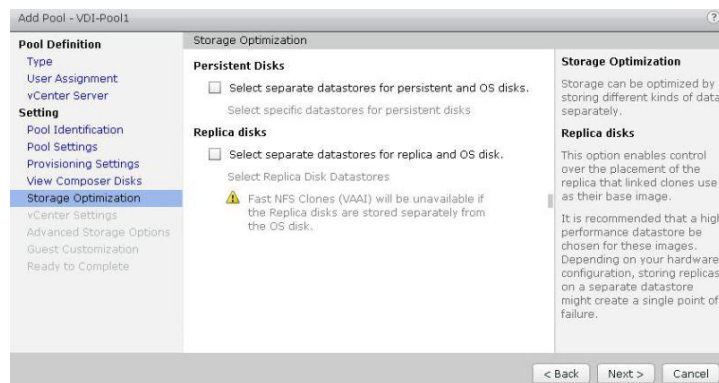 Add Pool - VDI-Pool1
?
Pool Definition
Type
User Assignment
vCenter Server
Setting
Pool Identification
Pool Settings
Provisioning Settings
View Composer Disks
Storage Optimization
vCenter Settings
Advanced Storage Options
Guest Customization
Ready to Complete
Storage Optimization
Persistent Disks
Select separate datastores for persistent and OS disks.
Select specific datastores for persistent disks
Replica disks
Select separate datastores for replica and OS disk.
Select Replica Disk Datastores
Fast NFS Clones (VAAI) will be unavailable if
the Replica disks are stored separately from
the OS disk.
Storage Optimization
Storage can be optimized by
storing different kinds of data
separately.
Replica disks
This option enables control
over the placement of the
replica that linked clones use
as their base image.
It is recommended that a high
performance datastore be
chosen for these images.
Depending on your hardware
configuration, storing replicas
on a separate datastore
might create a single point of
failure.
< Back
Next >
Cancel